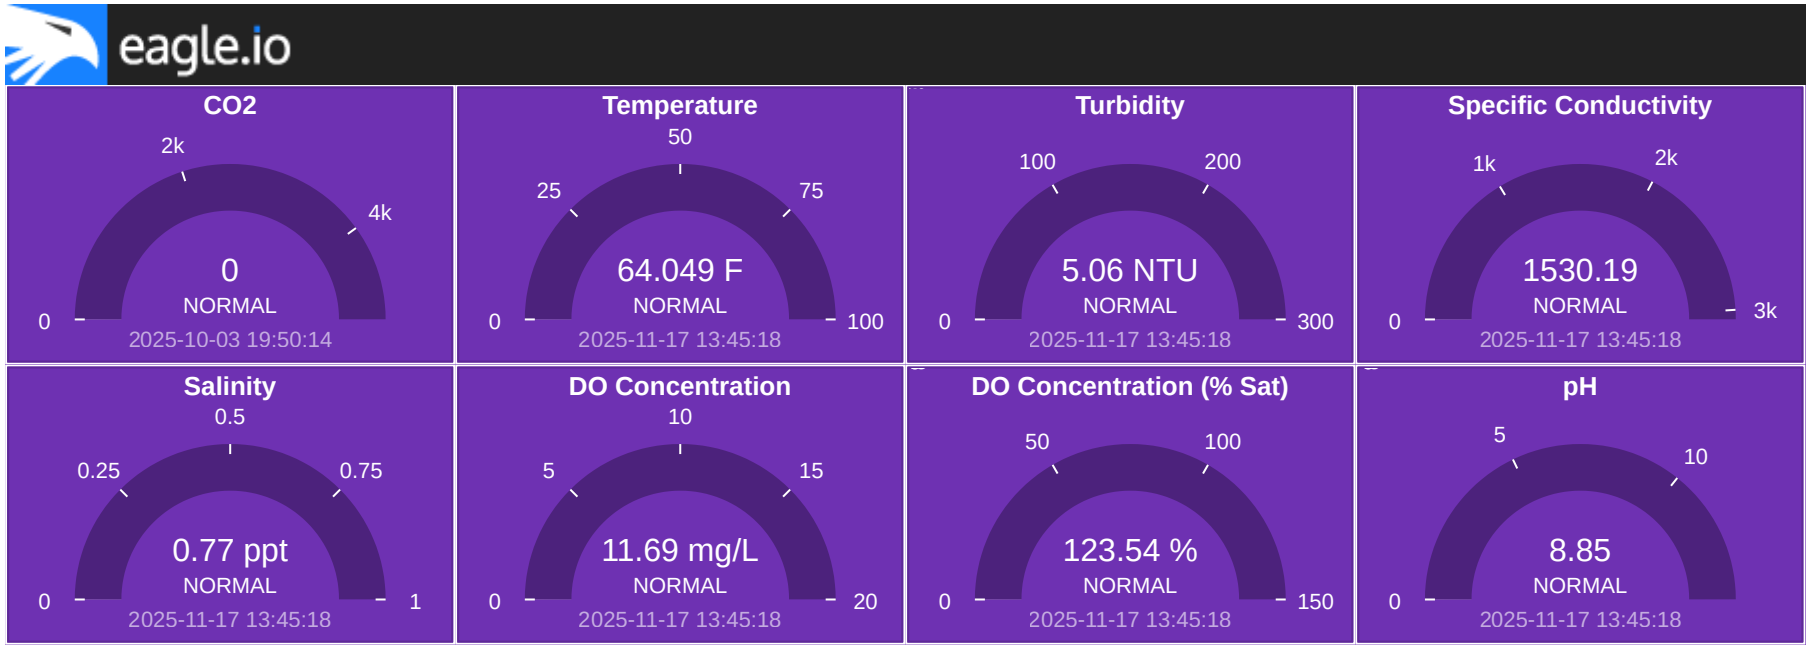 eagle.io
CO2
2k
4k
0
0
NORMAL
2025-10-03 19:50:14
Temperature
50
25
75
64.049 F
NORMAL
0
100
2025-11-17 13:45:18
Turbidity
100
200
5.06 NTU
NORMAL
0
300
2025-11-17 13:45:18
Specific Conductivity
1k
2k
1530.19
NORMAL
0
3k
2025-11-17 13:45:18
Salinity
0.5
0.25
0.75
0.77 ppt
NORMAL
0
1
2025-11-17 13:45:18
DO Concentration
10
5
15
11.69 mg/L
NORMAL
0
20
2025-11-17 13:45:18
DO Concentration (% Sat)
50
100
123.54 %
NORMAL
0
150
2025-11-17 13:45:18
pH
5
10
8.85
NORMAL
0
2025-11-17 13:45:18